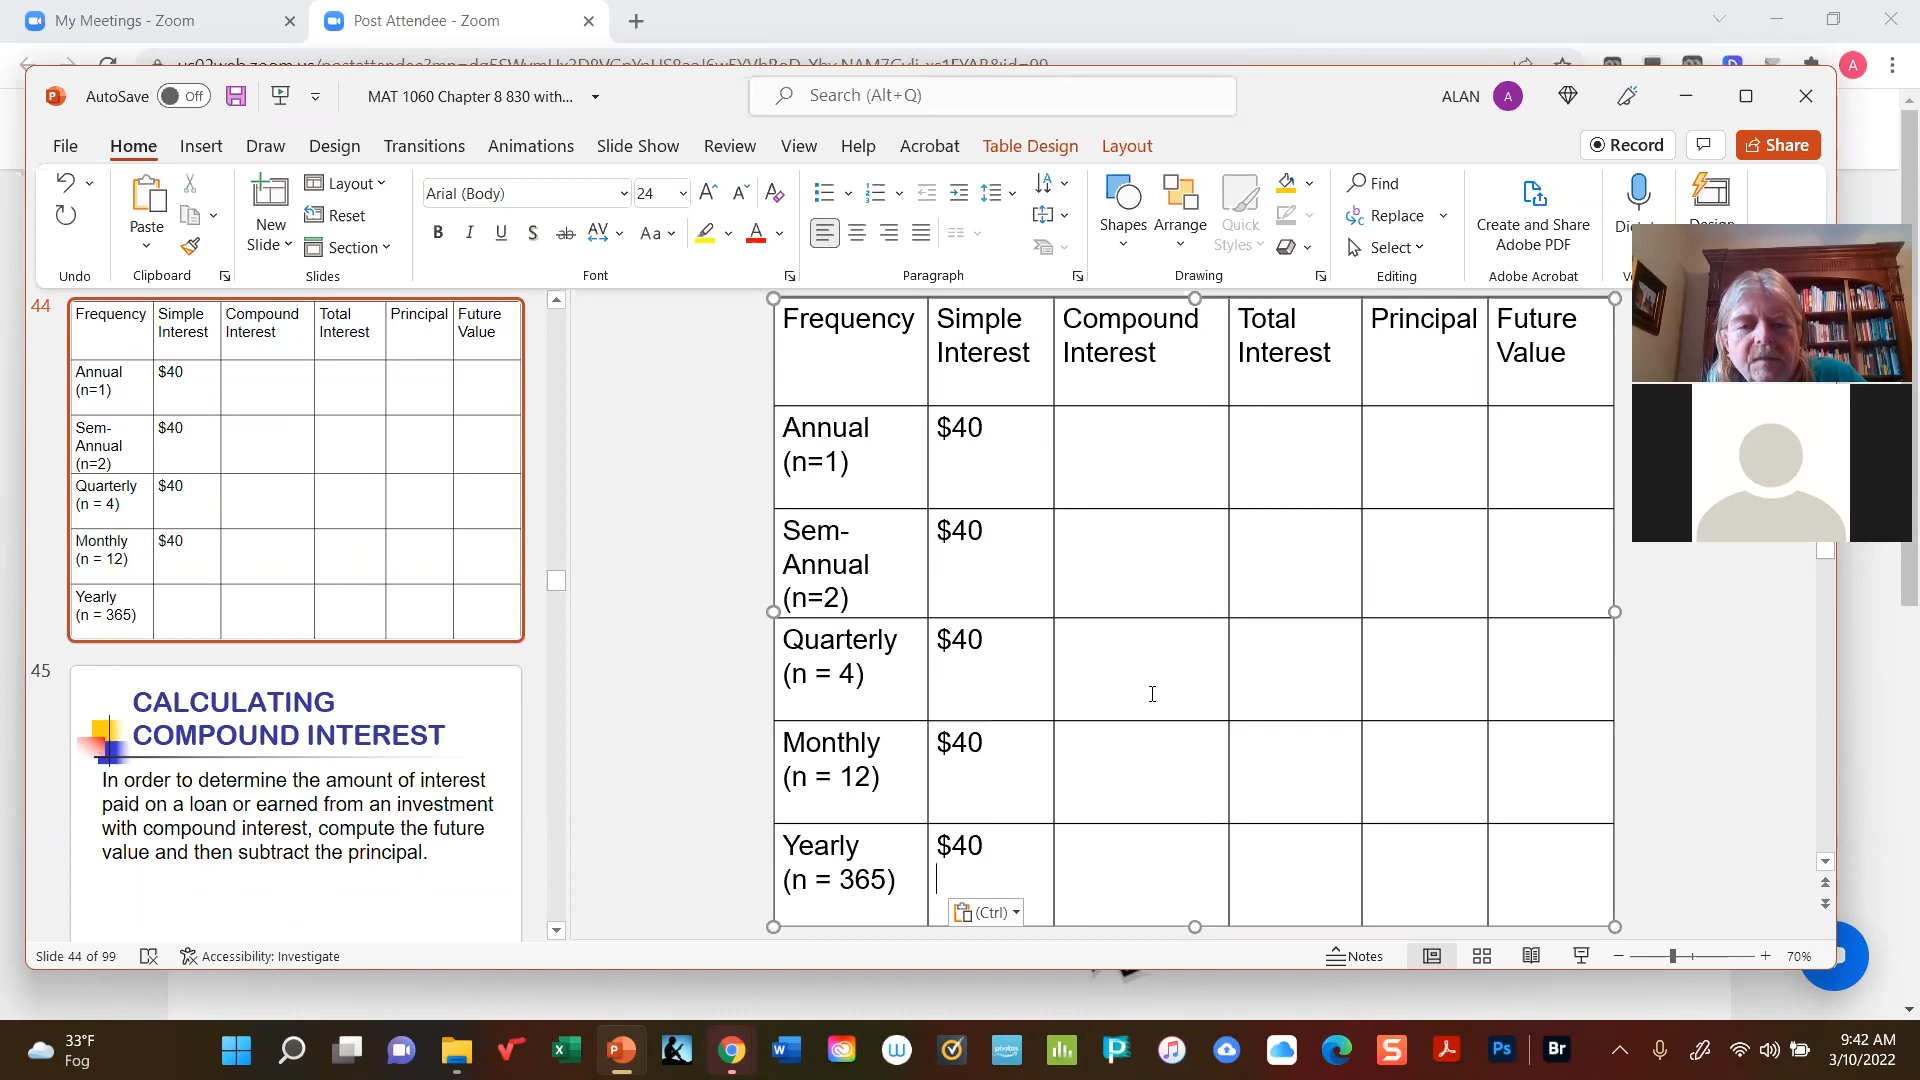 My Meetings - Zoom
Post Attendee - Zoom
A
AutoSave Off
MAT 1060 Chapter 8 830 with...
Search (Alt+Q)
ALAN A
File Home Insert Draw Design Transitions Animations Slide Show Review View Help Acrobat Table Design Layout
Record
Share
Paste
New
Slide
Layout
Reset
Section
Arial (Body) 24
B I U S ab AV Aa A
Shapes Arrange Quick
Styles
Find
Replace
Select
Create and Share
Adobe PDF
Undo Clipboard Slides Font Paragraph Drawing Editing Adobe Acrobat
44
Frequency Simple Interest Compound Interest Total Interest Principal Future Value
Annual (n=1) $40
Sem-Annual (n=2) $40
Quarterly (n = 4) $40
Monthly (n = 12) $40
Yearly (n = 365)
45
CALCULATING
COMPOUND INTEREST
In order to determine the amount of interest
paid on a loan or earned from an investment
with compound interest, compute the future
value and then subtract the principal.
Frequency Simple Interest Compound Interest Total Interest Principal Future Value
Annual (n=1) $40
Sem-Annual (n=2) $40
Quarterly (n = 4) $40
Monthly (n = 12) $40
Yearly (n = 365) $40
(Ctrl)
Slide 44 of 99
Accessibility: Investigate
Notes
70%
33°F
Fog
photos
Ps
Br
9:42 AM
3/10/2022